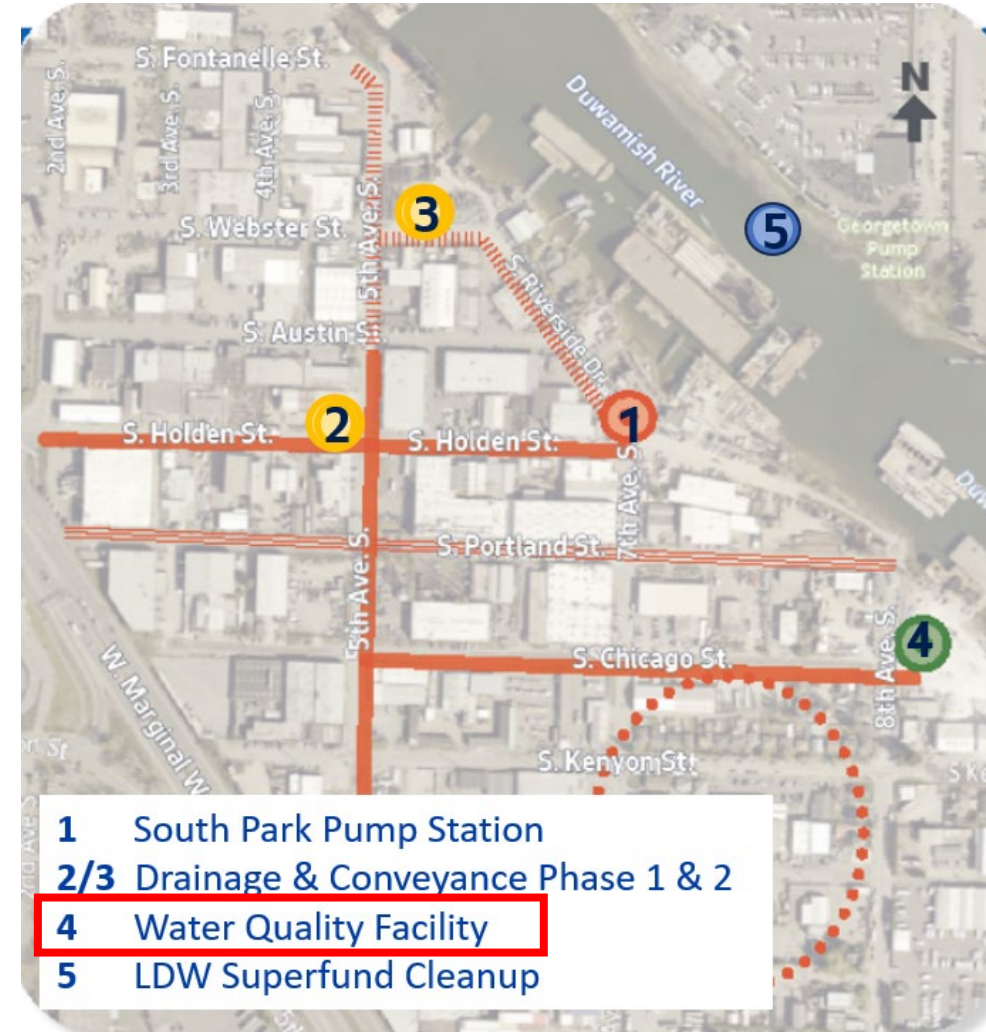 S. Fontanelle St.
N
2nd Ave. S.
3rd Ave. S.
4th Ave. S.
Duwamish River
3
5
S. Webster St.
5th Ave. S.
Georgetown
Pump
Station
S. Riverside Dr.
S. Austin S
2
1
S. Holden St.
S. Holden St.
7th Ave. S.
S. Portland St.
5th Ave. S.
4
S. Chicago St.
8th Ave. S.
W. Marginal W
S. Kenyon St
1 South Park Pump Station
2/3 Drainage & Conveyance Phase 1 & 2
4 Water Quality Facility
5 LDW Superfund Cleanup